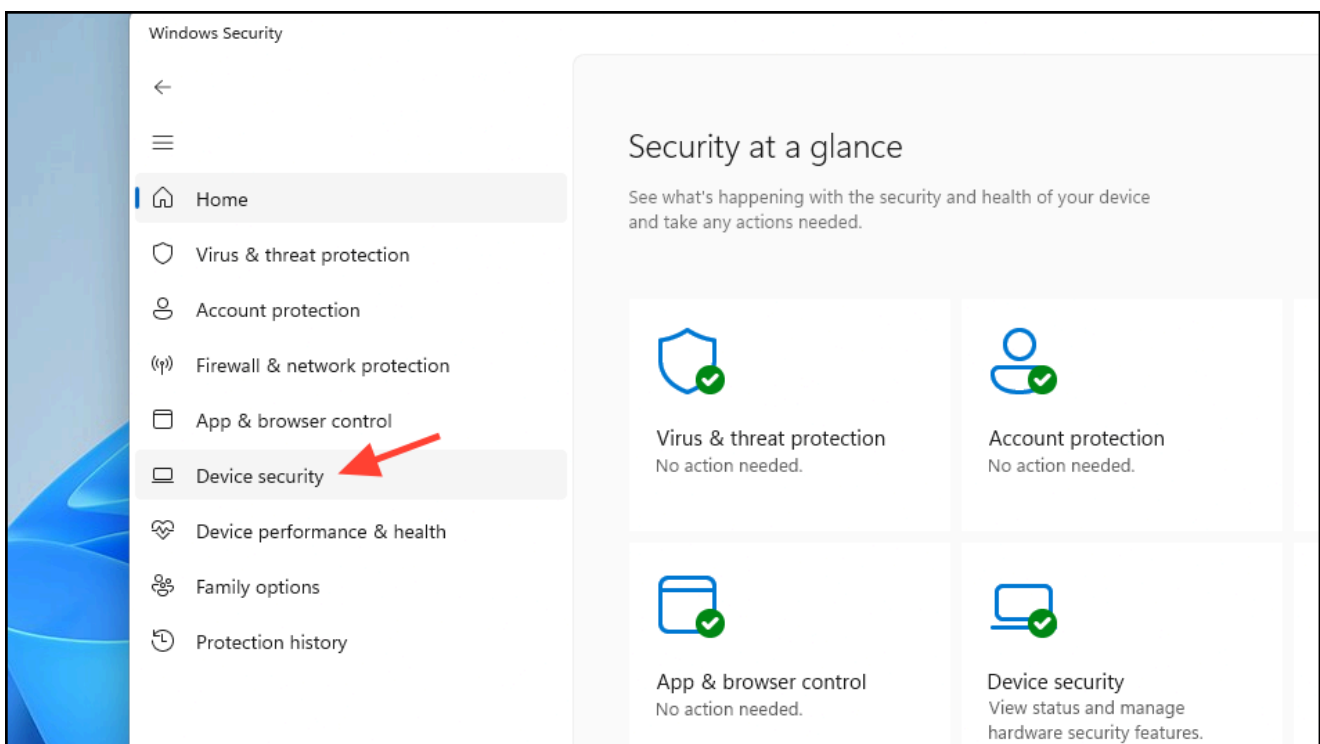 Windows Security
Home
Virus & threat protection
Account protection
Firewall & network protection
App & browser control
Device security
Device performance & health
Family options
Protection history
Security at a glance
See what's happening with the security and health of your device
and take any actions needed.
Virus & threat protection
No action needed.
Account protection
No action needed.
App & browser control
No action needed.
Device security
View status and manage
hardware security features.